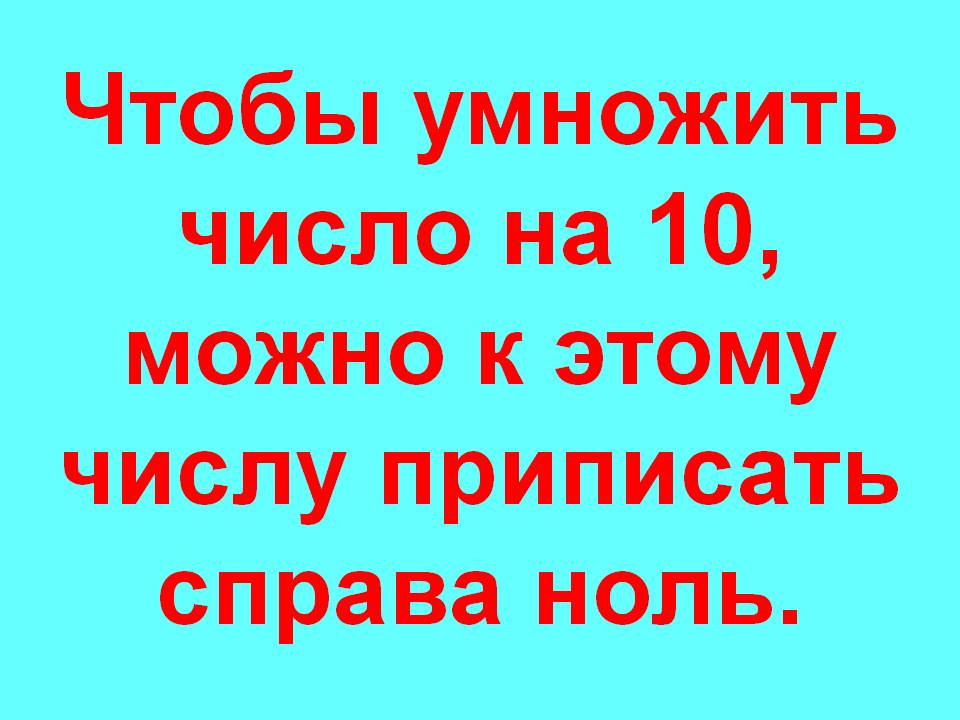 Чтобы умножить
число на 10,
можно к этому
числу приписать
справа ноль.